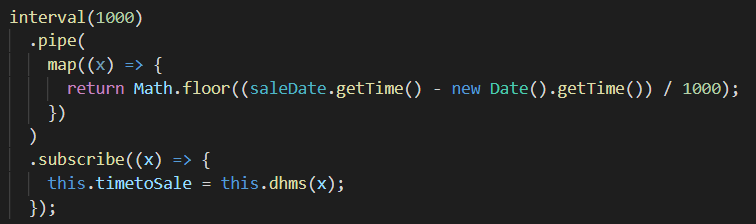 interval(1000)
  .pipe(
    map((x) => {
      return Math.floor((saleDate.getTime() - new Date().getTime()) / 1000);
    })
  )
  .subscribe((x) => {
    this.timetoSale = this.dhms(x);
  });